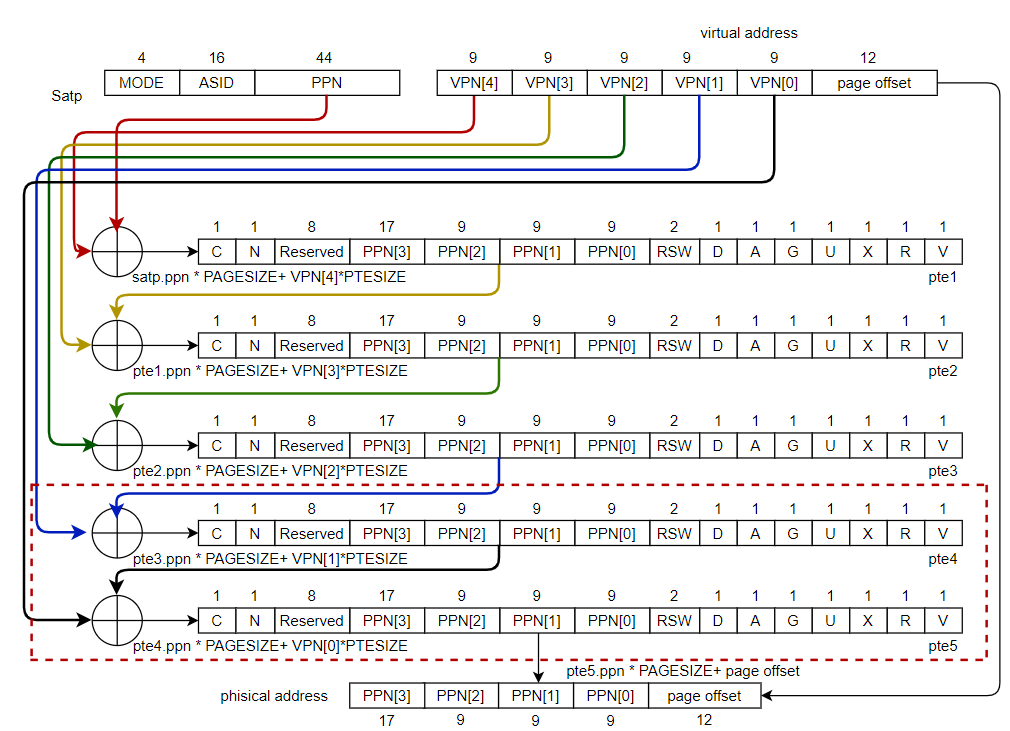 virtual address
4 16 44 9 9 9 9 9 12
Satp MODE ASID PPN VPN[4] VPN[3] VPN[2] VPN[1] VPN[0] page offset
1 1 8 17 9 9 9 2 1 1 1 1 1 1 1
C N Reserved PPN[3] PPN[2] PPN[1] PPN[0] RSW D A G U X R V
satp.ppn * PAGESIZE+ VPN[4]*PTESIZE pte1
1 1 8 17 9 9 9 2 1 1 1 1 1 1 1
C N Reserved PPN[3] PPN[2] PPN[1] PPN[0] RSW D A G U X R V
pte1.ppn * PAGESIZE+ VPN[3]*PTESIZE pte2
1 1 8 17 9 9 9 2 1 1 1 1 1 1 1
C N Reserved PPN[3] PPN[2] PPN[1] PPN[0] RSW D A G U X R V
pte2.ppn * PAGESIZE+ VPN[2]*PTESIZE pte3
1 1 8 17 9 9 9 2 1 1 1 1 1 1 1
C N Reserved PPN[3] PPN[2] PPN[1] PPN[0] RSW D A G U X R V
pte3.ppn * PAGESIZE+ VPN[1]*PTESIZE pte4
1 1 8 17 9 9 9 2 1 1 1 1 1 1 1
C N Reserved PPN[3] PPN[2] PPN[1] PPN[0] RSW D A G U X R V
pte4.ppn * PAGESIZE+ VPN[0]*PTESIZE pte5
pte5.ppn * PAGESIZE+ page offset
phisical address PPN[3] PPN[2] PPN[1] PPN[0] page offset
17 9 9 9 12